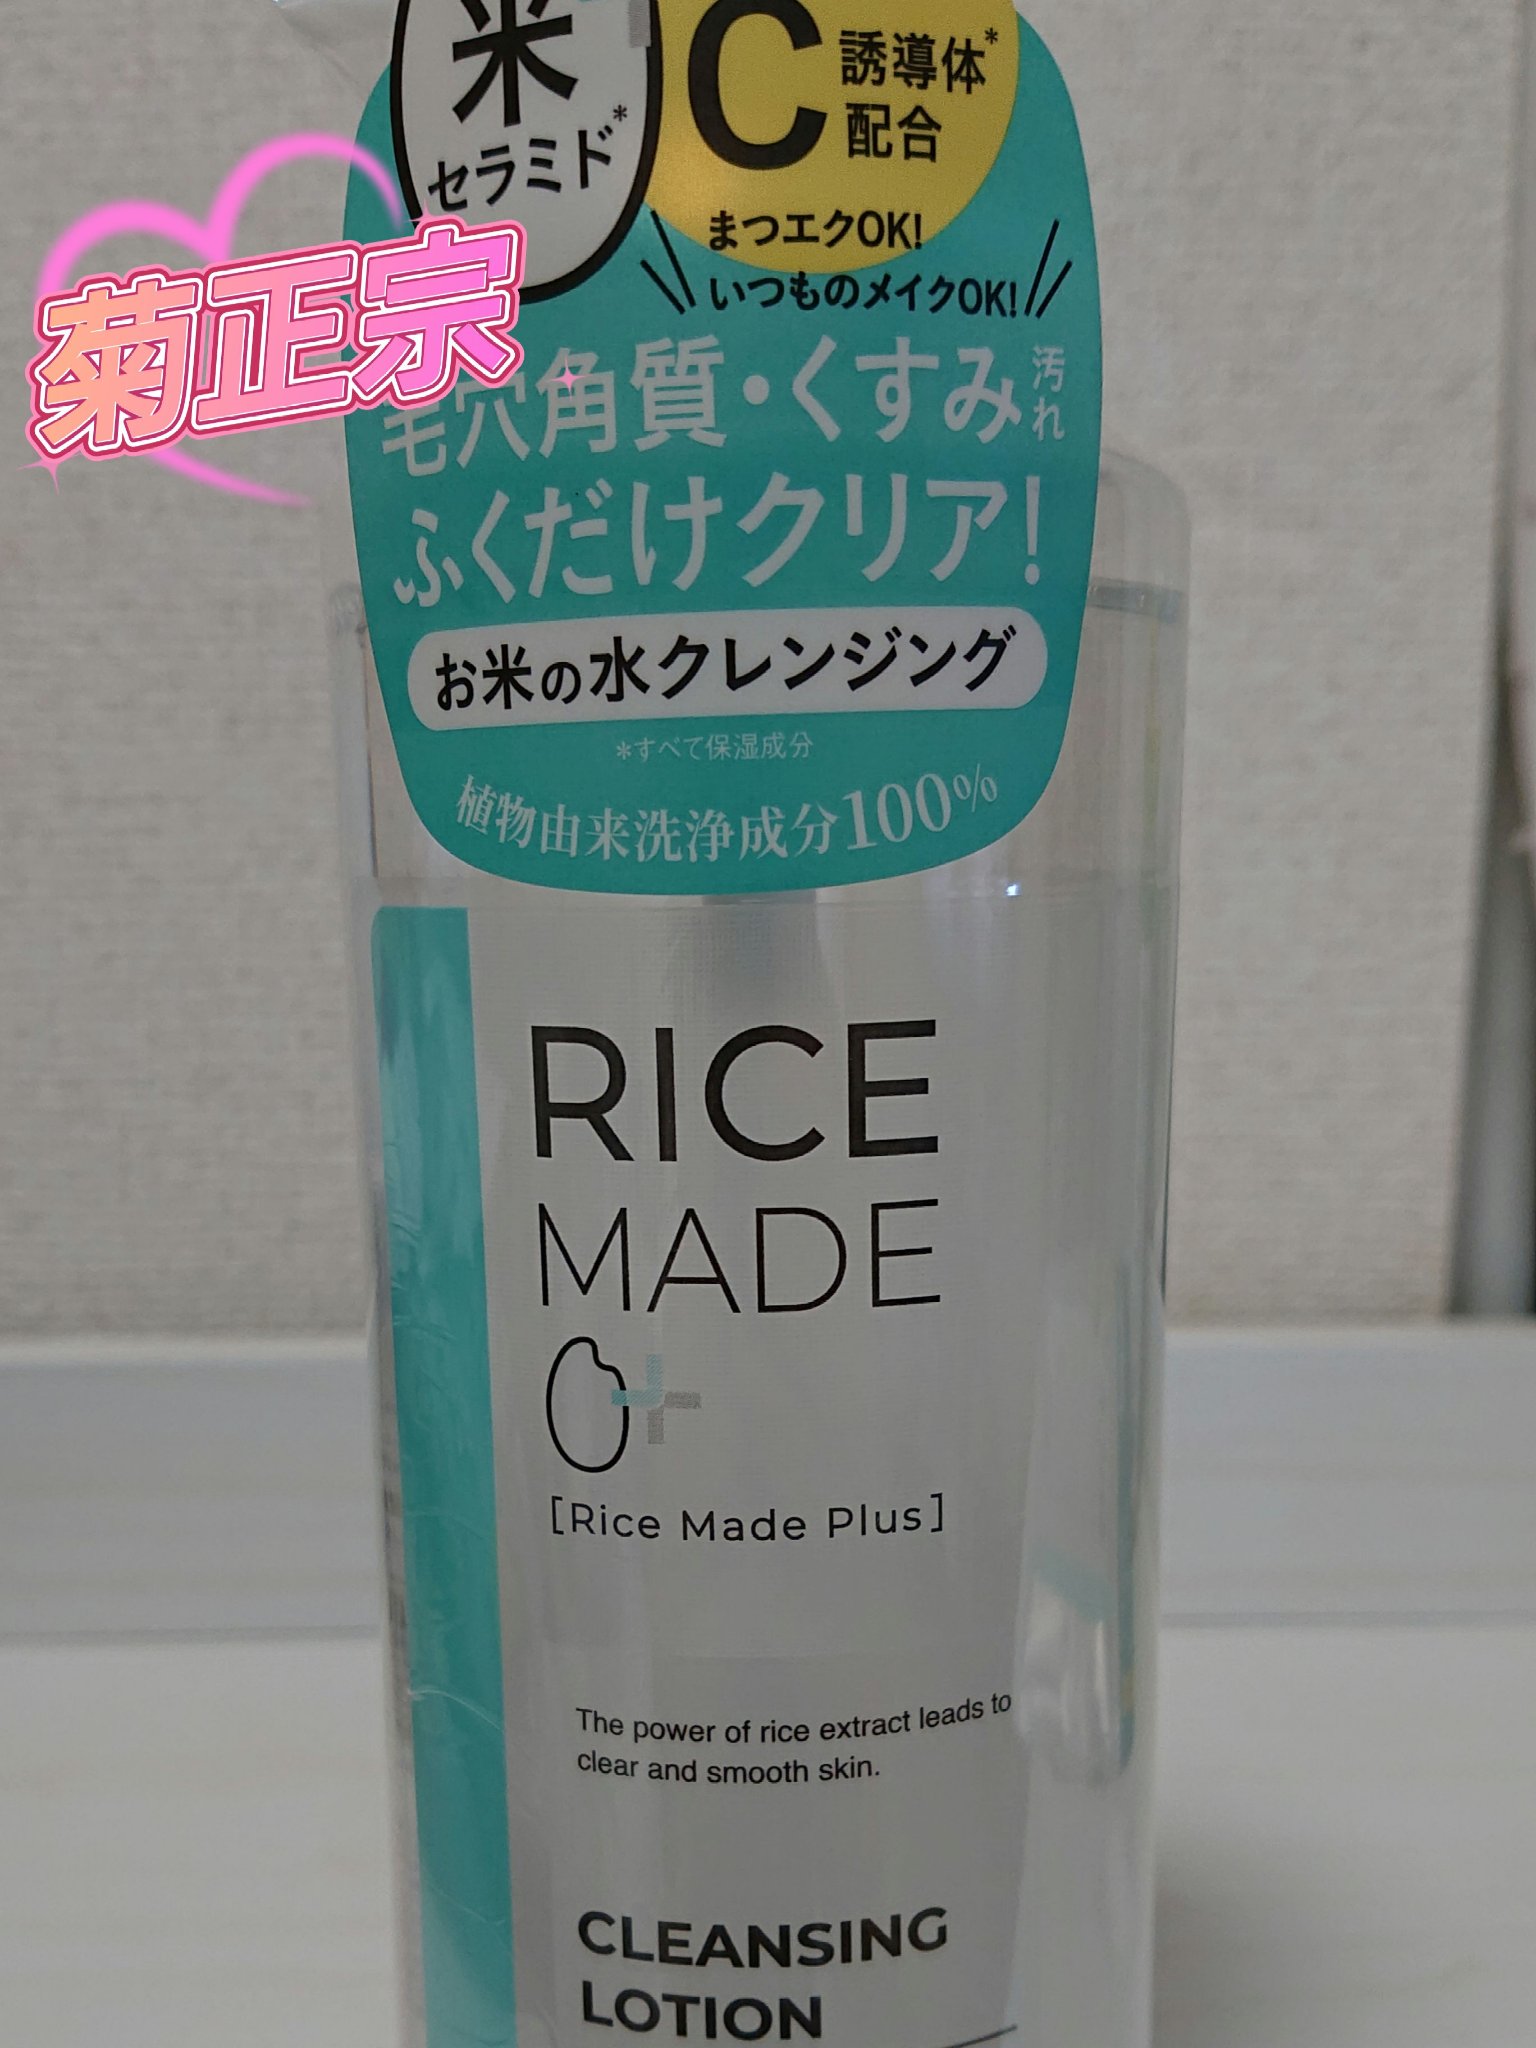 米
セラミド*
C 誘導体*
配合
まつエクOK!
いつものメイクOK!
菊正宗
毛穴角質・くすみ汚れ
ふくだけクリア!
お米の水クレンジング
*すべて保湿成分
植物由来洗浄成分100%
RICE
MADE
+
[Rice Made Plus]
The power of rice extract leads to
clear and smooth skin.
CLEANSING
LOTION